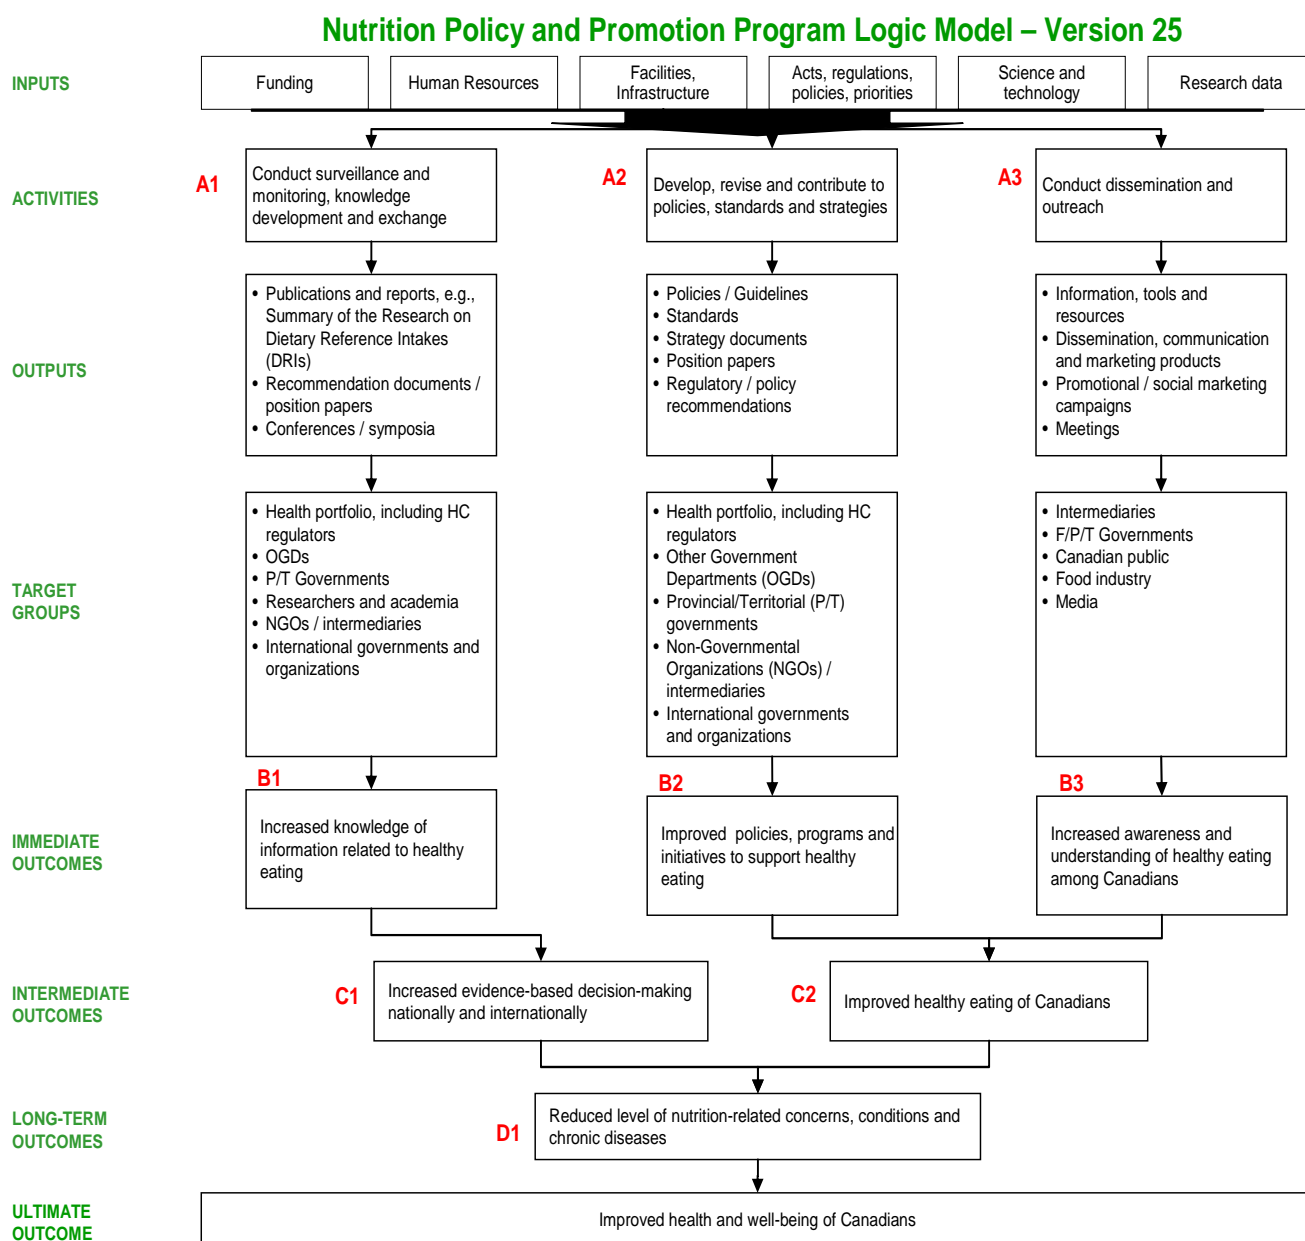 Nutrition Policy and Promotion Program Logic Model – Version 25
INPUTS
Funding
Human Resources
Facilities,
Infrastructure
Acts, regulations,
policies, priorities
Science and
technology
Research data
ACTIVITIES
A1
Conduct surveillance and
monitoring, knowledge
development and exchange
A2
Develop, revise and contribute to
policies, standards and strategies
A3
Conduct dissemination and
outreach
OUTPUTS
• Publications and reports, e.g.,
Summary of the Research on
Dietary Reference Intakes
(DRIs)
• Recommendation documents /
position papers
• Conferences / symposia
• Policies / Guidelines
• Standards
• Strategy documents
• Position papers
• Regulatory / policy
recommendations
• Information, tools and
resources
• Dissemination, communication
and marketing products
• Promotional / social marketing
campaigns
• Meetings
TARGET
GROUPS
• Health portfolio, including HC
regulators
• OGDs
• P/T Governments
• Researchers and academia
• NGOs / intermediaries
• International governments and
organizations
• Health portfolio, including HC
regulators
• Other Government
Departments (OGDs)
• Provincial/Territorial (P/T)
governments
• Non-Governmental
Organizations (NGOs) /
intermediaries
• International governments
and organizations
• Intermediaries
• F/P/T Governments
• Canadian public
• Food industry
• Media
IMMEDIATE
OUTCOMES
B1
Increased knowledge of
information related to healthy
eating
B2
Improved policies, programs and
initiatives to support healthy
eating
B3
Increased awareness and
understanding of healthy eating
among Canadians
INTERMEDIATE
OUTCOMES
C1
Increased evidence-based decision-making
nationally and internationally
C2
Improved healthy eating of Canadians
LONG-TERM
OUTCOMES
D1
Reduced level of nutrition-related concerns, conditions and
chronic diseases
ULTIMATE
OUTCOME
Improved health and well-being of Canadians